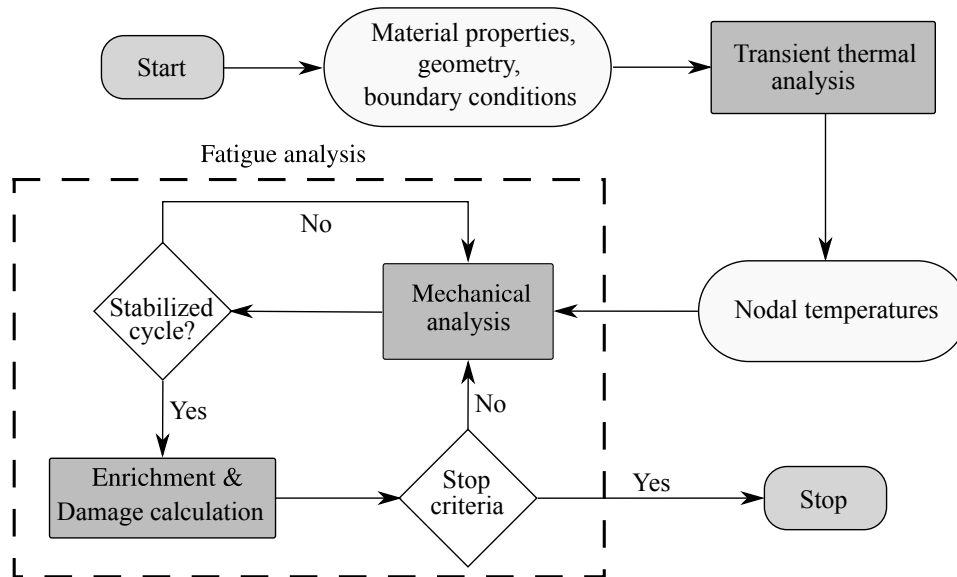 Start
Material properties,
geometry,
boundary conditions
Transient thermal
analysis
Fatigue analysis
No
Stabilized
cycle?
Mechanical
analysis
Nodal temperatures
Yes
No
Enrichment &
Damage calculation
Stop
criteria
Yes
Stop